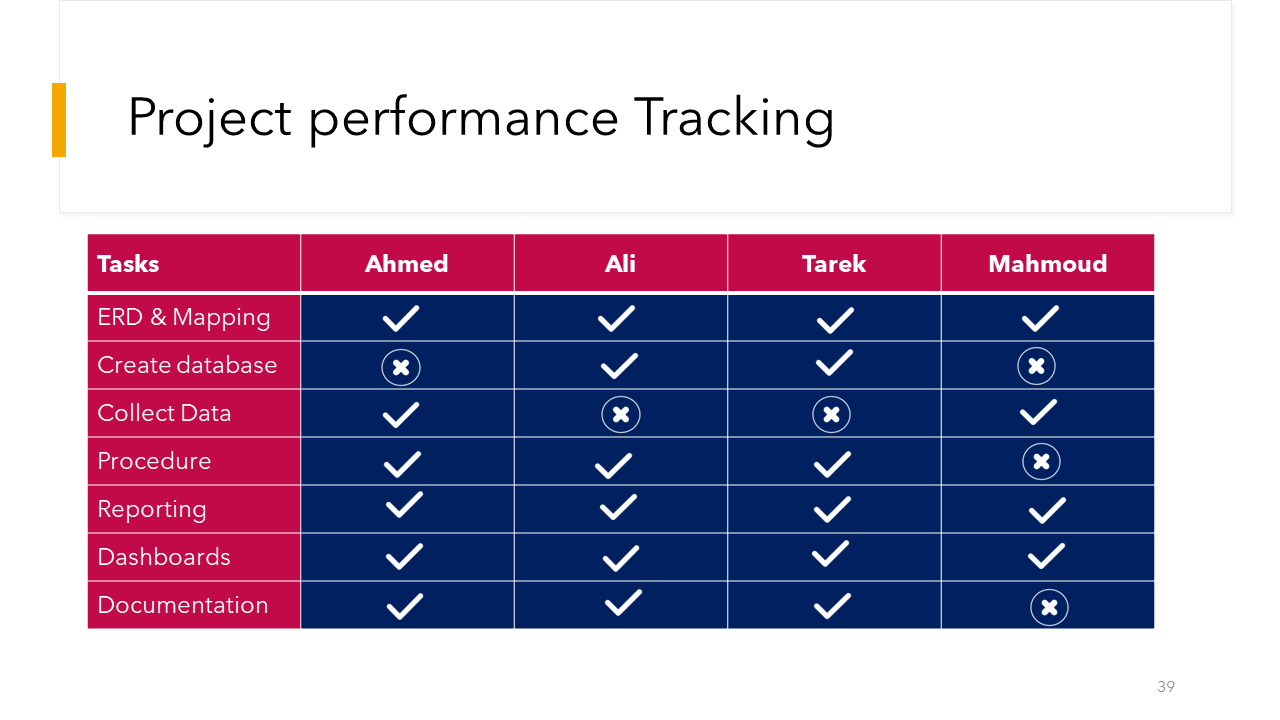 Project performance Tracking
Tasks Ahmed Ali Tarek Mahmoud
ERD & Mapping
Create database
Collect Data
Procedure
Reporting
Dashboards
Documentation
39